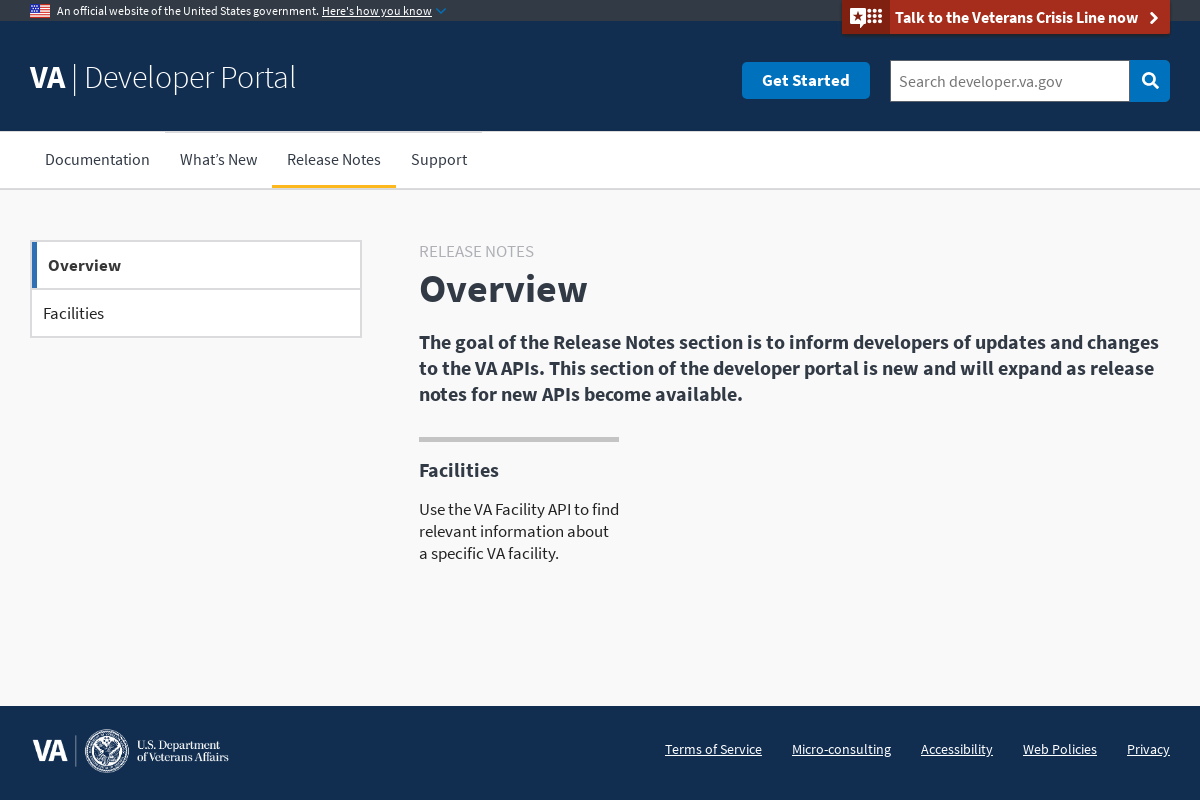 An official website of the United States government. Here's how you know
Talk to the Veterans Crisis Line now
VA | Developer Portal
Get Started
Search developer.va.gov
Documentation
What's New
Release Notes
Support
Overview
Facilities
RELEASE NOTES
Overview
The goal of the Release Notes section is to inform developers of updates and changes
to the VA APIs. This section of the developer portal is new and will expand as release
notes for new APIs become available.
Facilities
Use the VA Facility API to find
relevant information about
a specific VA facility.
VA
U.S. Department
of Veterans Affairs
Terms of Service
Micro-consulting
Accessibility
Web Policies
Privacy